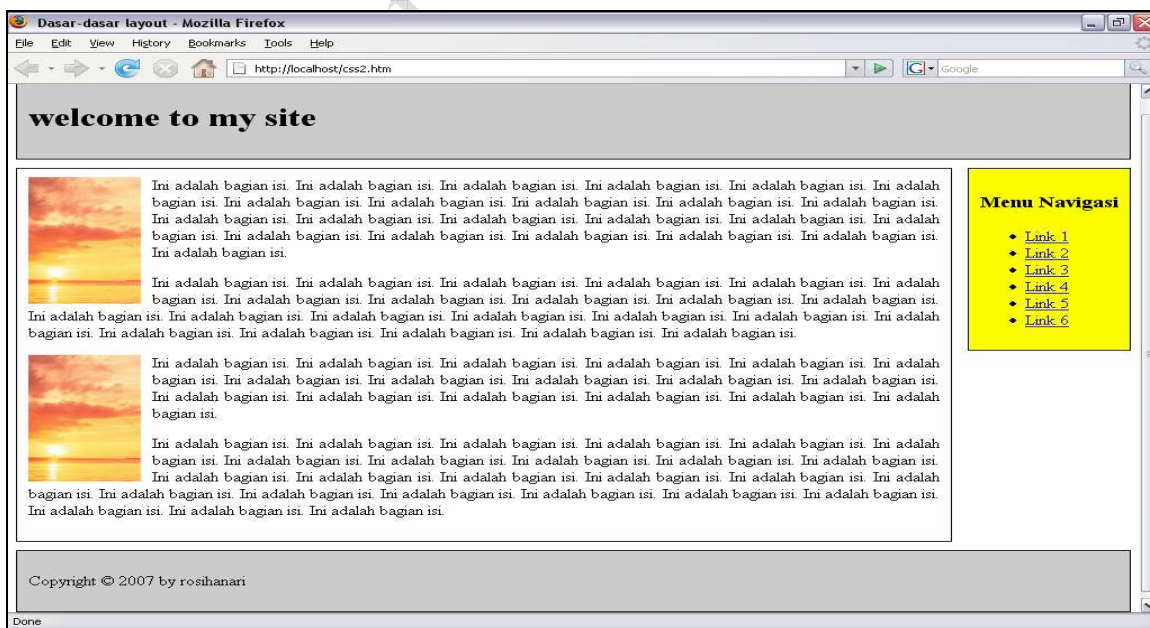 Dasar-dasar layout - Mozilla Firefox
File Edit View History Bookmarks Tools Help
http://localhost/css2.htm
Google
welcome to my site
Ini adalah bagian isi. Ini adalah bagian isi. Ini adalah bagian isi. Ini adalah bagian isi. Ini adalah bagian isi. Ini adalah
bagian isi. Ini adalah bagian isi. Ini adalah bagian isi. Ini adalah bagian isi. Ini adalah bagian isi. Ini adalah bagian isi.
Ini adalah bagian isi. Ini adalah bagian isi. Ini adalah bagian isi. Ini adalah bagian isi. Ini adalah bagian isi. Ini adalah
bagian isi. Ini adalah bagian isi. Ini adalah bagian isi. Ini adalah bagian isi. Ini adalah bagian isi. Ini adalah bagian isi.
Ini adalah bagian isi.
Ini adalah bagian isi. Ini adalah bagian isi. Ini adalah bagian isi. Ini adalah bagian isi. Ini adalah bagian isi. Ini adalah
bagian isi. Ini adalah bagian isi. Ini adalah bagian isi. Ini adalah bagian isi. Ini adalah bagian isi. Ini adalah bagian isi.
Ini adalah bagian isi. Ini adalah bagian isi. Ini adalah bagian isi. Ini adalah bagian isi. Ini adalah bagian isi. Ini adalah
bagian isi. Ini adalah bagian isi. Ini adalah bagian isi. Ini adalah bagian isi. Ini adalah bagian isi. Ini adalah bagian isi.
Ini adalah bagian isi. Ini adalah bagian isi. Ini adalah bagian isi. Ini adalah bagian isi. Ini adalah bagian isi. Ini adalah
bagian isi. Ini adalah bagian isi. Ini adalah bagian isi. Ini adalah bagian isi. Ini adalah bagian isi. Ini adalah bagian isi.
Ini adalah bagian isi. Ini adalah bagian isi. Ini adalah bagian isi. Ini adalah bagian isi. Ini adalah bagian isi. Ini adalah
bagian isi.
Ini adalah bagian isi. Ini adalah bagian isi. Ini adalah bagian isi. Ini adalah bagian isi. Ini adalah bagian isi. Ini adalah
bagian isi. Ini adalah bagian isi. Ini adalah bagian isi. Ini adalah bagian isi. Ini adalah bagian isi. Ini adalah bagian isi.
Ini adalah bagian isi. Ini adalah bagian isi. Ini adalah bagian isi. Ini adalah bagian isi. Ini adalah bagian isi. Ini adalah
bagian isi. Ini adalah bagian isi. Ini adalah bagian isi. Ini adalah bagian isi. Ini adalah bagian isi. Ini adalah bagian isi.
Ini adalah bagian isi. Ini adalah bagian isi. Ini adalah bagian isi.
Menu Navigasi
Link 1
Link 2
Link 3
Link 4
Link 5
Link 6
Copyright © 2007 by rosihanari
Done